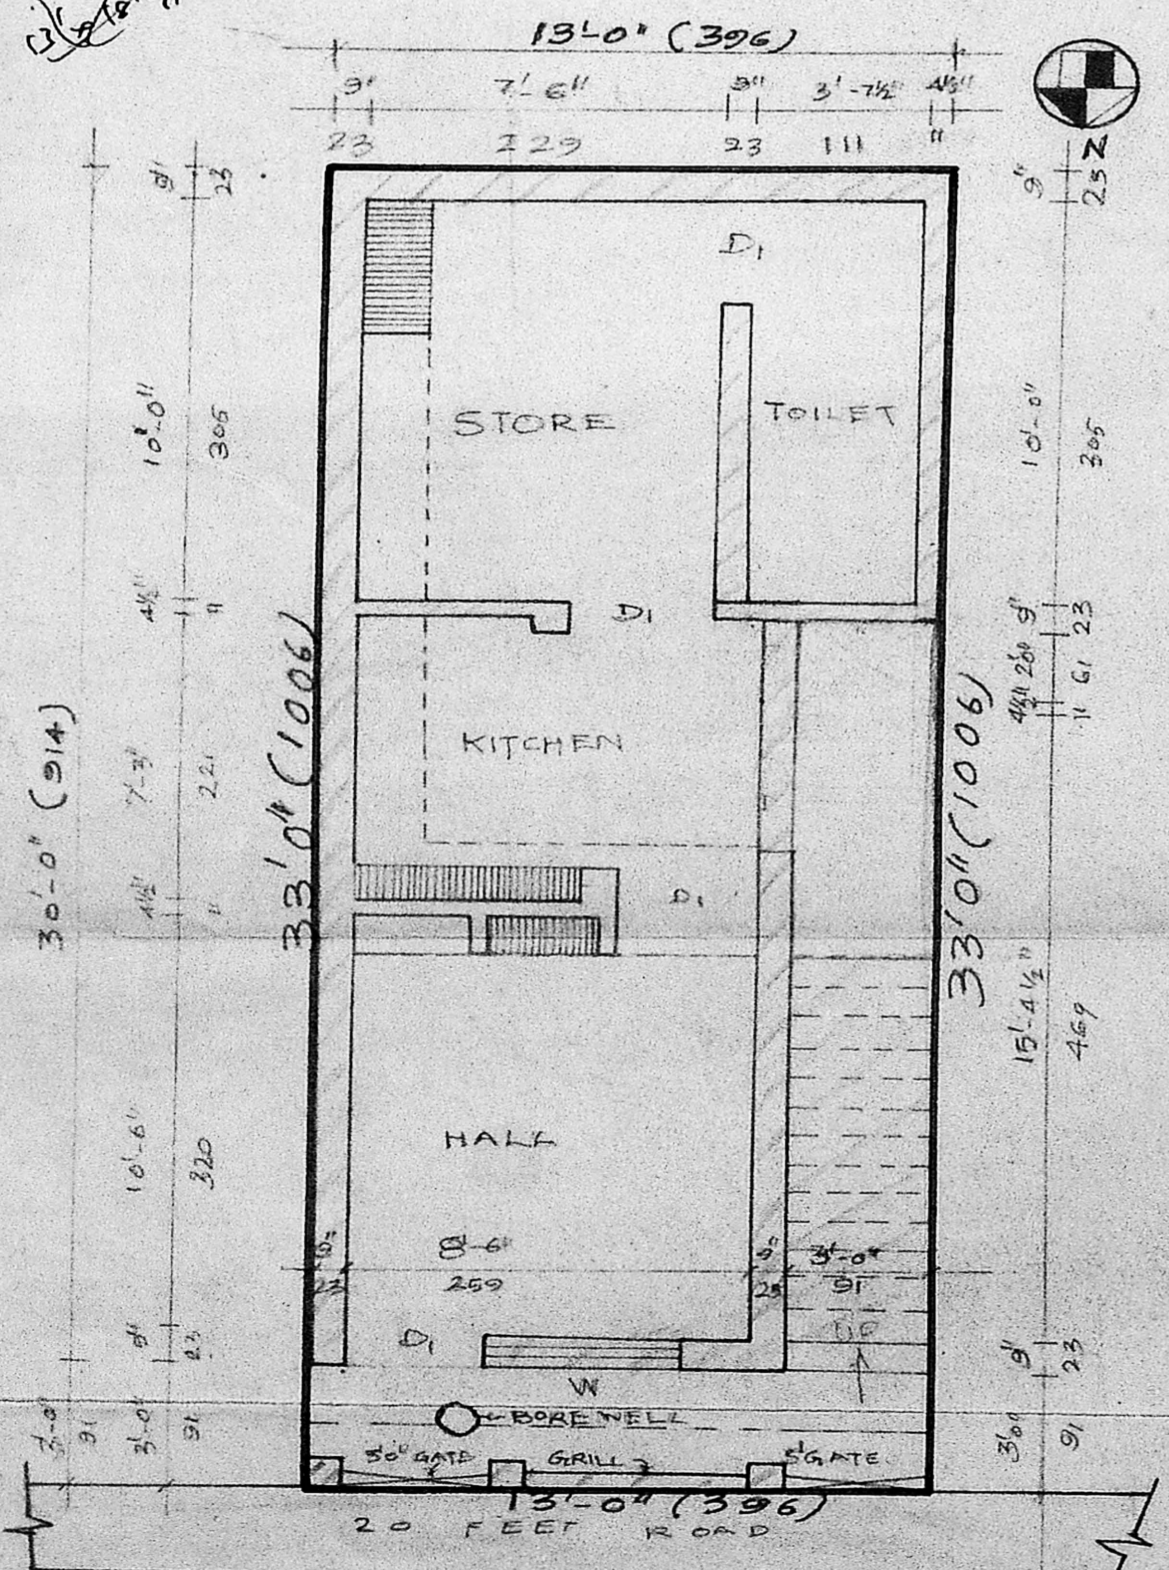 13'-0" (396)
9" 7'-6" 9" 3'-7½" 4½"
23 229 23 111 11
N
9" 23
9" 23
D1
10'-0" 305
STORE
TOILET
10'-0" 305
4½" 11
D1
9" 23
2'0" 61
4½" 11
33'-0" (1006)
33'-0" (1006)
30'-0" (914)
7'-3" 221
KITCHEN
4½" 11
D1
15'-4½" 469
10'-6" 320
HALL
8'-6" 9" 3'-0"
23 259 23 91
D1
UP
9" 23
9" 23
W
BOREWELL
3'-0" 91
3'-0" 91
3'0" 91
GATE GRILL 3' GATE
13'-0" (396)
20 FEET ROAD